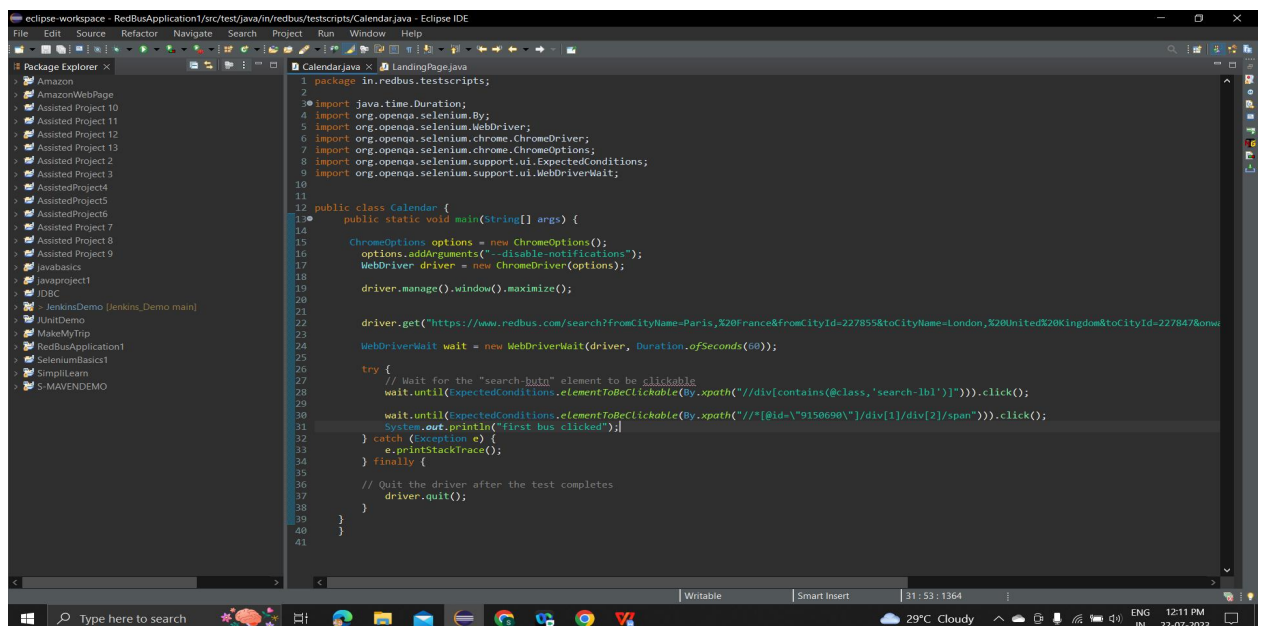 eclipse-workspace - RedBusApplication1/src/test/java/in/redbus/testscripts/Calendar.java - Eclipse IDE
File Edit Source Refactor Navigate Search Project Run Window Help
Package Explorer
Amazon
AmazonWebPage
Assisted Project 10
Assisted Project 11
Assisted Project 12
Assisted Project 13
Assisted Project 2
Assisted Project 3
AssistedProject4
AssistedProject5
AssistedProject6
Assisted Project 7
Assisted Project 8
Assisted Project 9
javabasics
javaproject1
JDBC
> JenkinsDemo [Jenkins_Demo main]
JUnitDemo
MakeMyTrip
RedBusApplication1
SeleniumBasics1
SimpliLearn
S-MAVENDEMO
Calendar.java LandingPage.java
1 package in.redbus.testscripts;
2
3 import java.time.Duration;
4 import org.openqa.selenium.By;
5 import org.openqa.selenium.WebDriver;
6 import org.openqa.selenium.chrome.ChromeDriver;
7 import org.openqa.selenium.chrome.ChromeOptions;
8 import org.openqa.selenium.support.ui.ExpectedConditions;
9 import org.openqa.selenium.support.ui.WebDriverWait;
10
11
12 public class Calendar {
13 public static void main(String[] args) {
14
15 ChromeOptions options = new ChromeOptions();
16 options.addArguments("--disable-notifications");
17 WebDriver driver = new ChromeDriver(options);
18
19 driver.manage().window().maximize();
20
21
22 driver.get("https://www.redbus.com/search?fromCityName=Paris,%20France&fromCityId=227855&toCityName=London,%20United%20Kingdom&toCityId=227847&onwa
23
24 WebDriverWait wait = new WebDriverWait(driver, Duration.ofSeconds(60));
25
26 try {
27 // Wait for the "search-butn" element to be clickable
28 wait.until(ExpectedConditions.elementToBeClickable(By.xpath("//div[contains(@class,'search-lbl')]"))).click();
29
30 wait.until(ExpectedConditions.elementToBeClickable(By.xpath("//*[@id=\"9150690\"]/div[1]/div[2]/span"))).click();
31 System.out.println("first bus clicked");
32 } catch (Exception e) {
33 e.printStackTrace();
34 } finally {
35
36 // Quit the driver after the test completes
37 driver.quit();
38 }
39 }
40 }
41
Writable Smart Insert 31 : 53 : 1364
Type here to search 29°C Cloudy ENG 12:11 PM
IN 22-07-2023